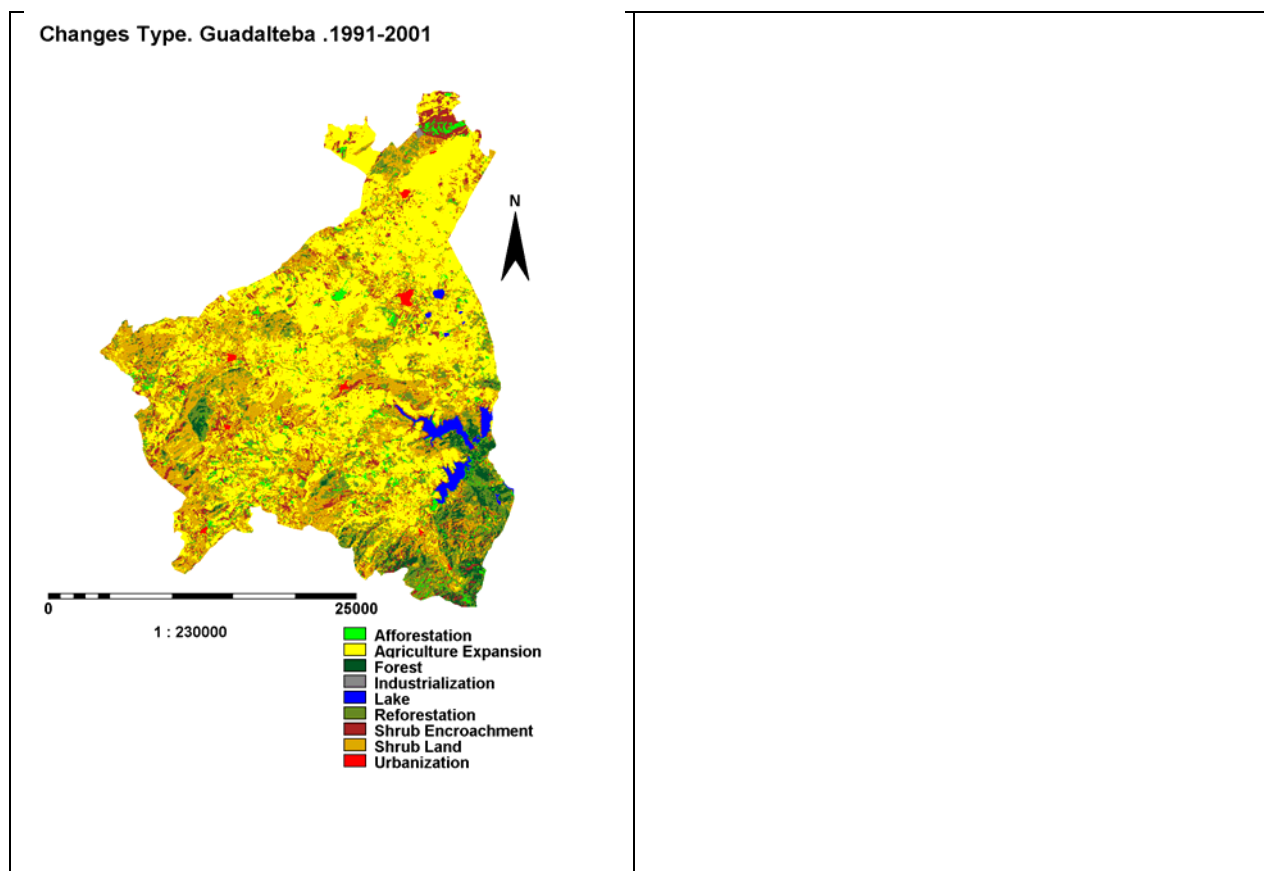 Changes Type. Guadalteba .1991-2001
N
0 25000
1 : 230000
Afforestation
Agriculture Expansion
Forest
Industrialization
Lake
Reforestation
Shrub Encroachment
Shrub Land
Urbanization